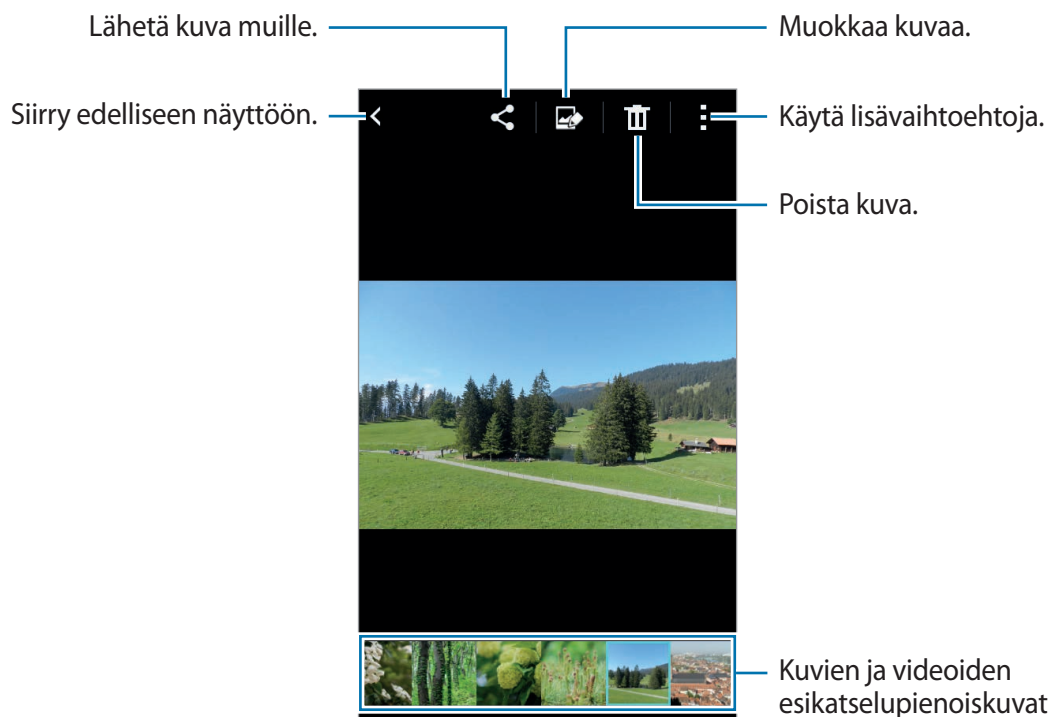 Lähetä kuva muille.
Muokkaa kuvaa.
Siirry edelliseen näyttöön.
Käytä lisävaihtoehtoja.
Poista kuva.
Kuvien ja videoiden
esikatselupienoiskuvat